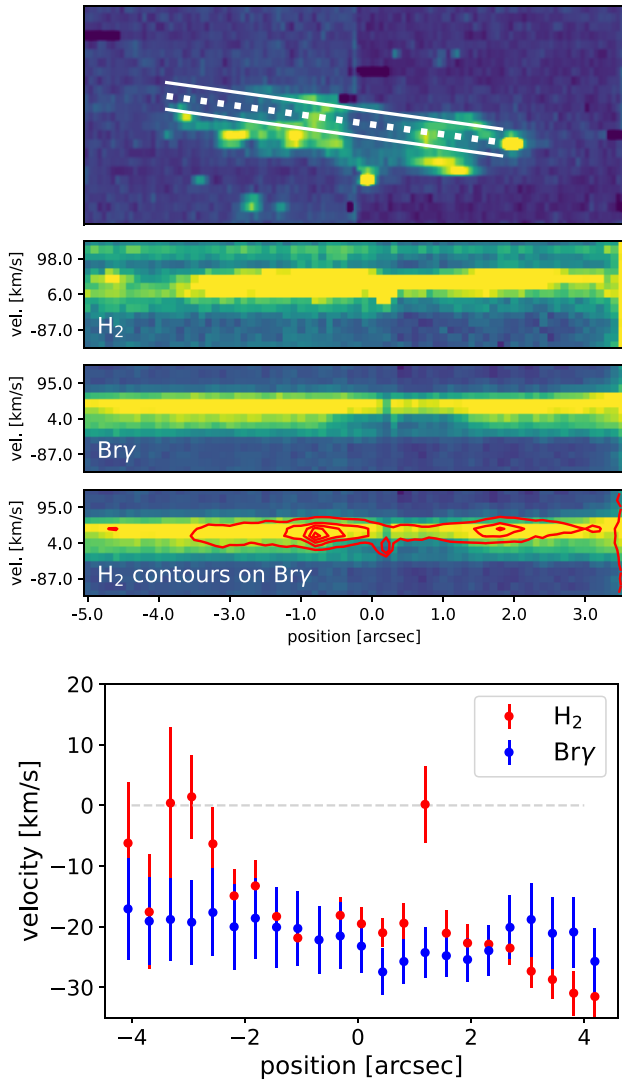 vel. [km/s]
98.0
6.0
-87.0
H₂
vel. [km/s]
95.0
4.0
-87.0
Brγ
vel. [km/s]
95.0
4.0
-87.0
H₂ contours on Brγ
-5.0 -4.0 -3.0 -2.0 -1.0 0.0 1.0 2.0 3.0
position [arcsec]
velocity [km/s]
20
10
0
−10
−20
−30
H₂
Brγ
−4 −2 0 2 4
position [arcsec]